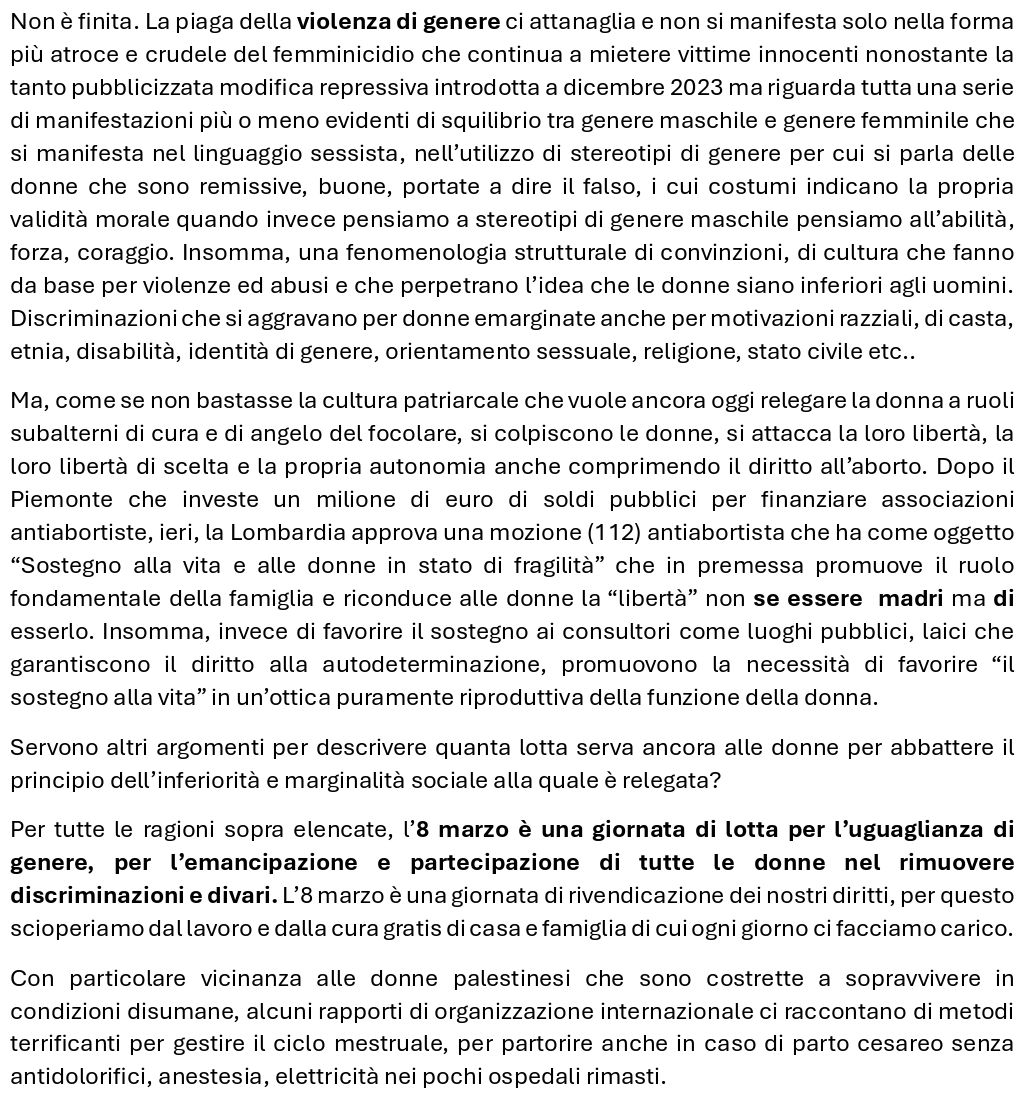 Non è finita. La piaga della violenza di genere ci attanaglia e non si manifesta solo nella forma
più atroce e crudele del femminicidio che continua a mietere vittime innocenti nonostante la
tanto pubblicizzata modifica repressiva introdotta a dicembre 2023 ma riguarda tutta una serie
di manifestazioni più o meno evidenti di squilibrio tra genere maschile e genere femminile che
si manifesta nel linguaggio sessista, nell’utilizzo di stereotipi di genere per cui si parla delle
donne che sono remissive, buone, portate a dire il falso, i cui costumi indicano la propria
validità morale quando invece pensiamo a stereotipi di genere maschile pensiamo all’abilità,
forza, coraggio. Insomma, una fenomenologia strutturale di convinzioni, di cultura che fanno
da base per violenze ed abusi e che perpetrano l’idea che le donne siano inferiori agli uomini.
Discriminazioni che si aggravano per donne emarginate anche per motivazioni razziali, di casta,
etnia, disabilità, identità di genere, orientamento sessuale, religione, stato civile etc..
Ma, come se non bastasse la cultura patriarcale che vuole ancora oggi relegare la donna a ruoli
subalterni di cura e di angelo del focolare, si colpiscono le donne, si attacca la loro libertà, la
loro libertà di scelta e la propria autonomia anche comprimendo il diritto all’aborto. Dopo il
Piemonte che investe un milione di euro di soldi pubblici per finanziare associazioni
antiabortiste, ieri, la Lombardia approva una mozione (112) antiabortista che ha come oggetto
“Sostegno alla vita e alle donne in stato di fragilità” che in premessa promuove il ruolo
fondamentale della famiglia e riconduce alle donne la “libertà” non se essere madri ma di
esserlo. Insomma, invece di favorire il sostegno ai consultori come luoghi pubblici, laici che
garantiscono il diritto alla autodeterminazione, promuovono la necessità di favorire “il
sostegno alla vita” in un’ottica puramente riproduttiva della funzione della donna.
Servono altri argomenti per descrivere quanta lotta serva ancora alle donne per abbattere il
principio dell’inferiorità e marginalità sociale alla quale è relegata?
Per tutte le ragioni sopra elencate, l’8 marzo è una giornata di lotta per l’uguaglianza di
genere, per l’emancipazione e partecipazione di tutte le donne nel rimuovere
discriminazioni e divari. L’8 marzo è una giornata di rivendicazione dei nostri diritti, per questo
scioperiamo dal lavoro e dalla cura gratis di casa e famiglia di cui ogni giorno ci facciamo carico.
Con particolare vicinanza alle donne palestinesi che sono costrette a sopravvivere in
condizioni disumane, alcuni rapporti di organizzazione internazionale ci raccontano di metodi
terrificanti per gestire il ciclo mestruale, per partorire anche in caso di parto cesareo senza
antidolorifici, anestesia, elettricità nei pochi ospedali rimasti.